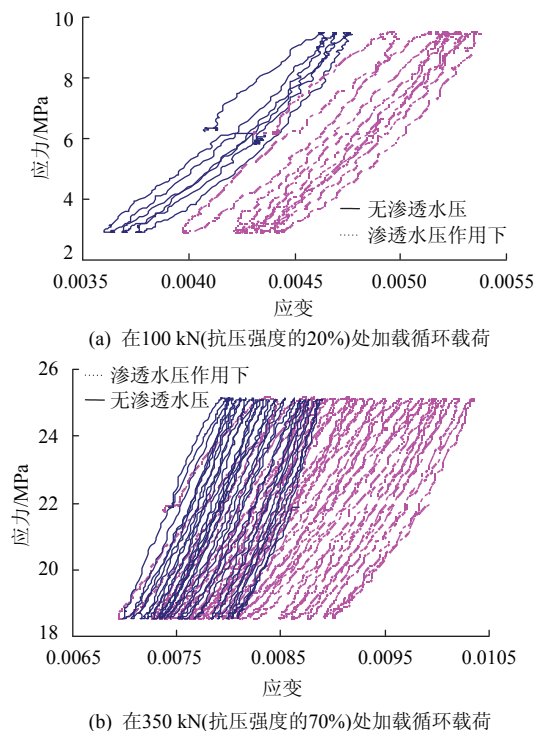 10
8
6
4
2
应力/MPa
无渗透水压
渗透水压作用下
0.0035 0.0040 0.0045 0.0050 0.0055
应变
(a) 在100 kN(抗压强度的20%)处加载循环载荷
26
24
22
20
18
应力/MPa
渗透水压作用下
无渗透水压
0.0065 0.0075 0.0085 0.0095 0.0105
应变
(b) 在350 kN(抗压强度的70%)处加载循环载荷